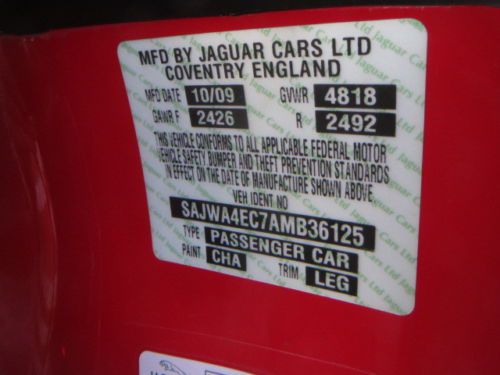 MFD BY JAGUAR CARS LTD
COVENTRY ENGLAND
MFD DATE 10/09 GVWR 4818
GAWR F 2426 R 2492
THIS VEHICLE CONFORMS TO ALL APPLICABLE FEDERAL MOTOR
VEHICLE SAFETY BUMPER AND THEFT PREVENTION STANDARDS
IN EFFECT ON THE DATE OF MANUFACTURE SHOWN ABOVE
VEH IDENT NO
SAJWA4EC7AMB36125
TYPE PASSENGER CAR
PAINT CHA TRIM LEG